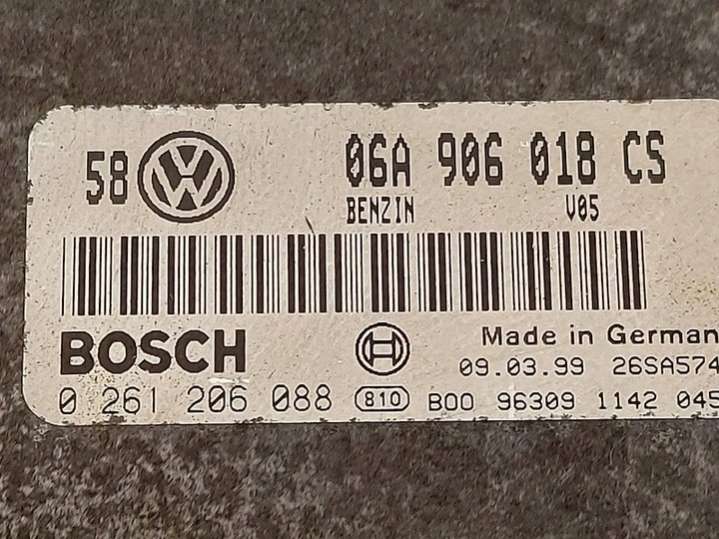 58 VW 06A 906 018 CS
BENZIN V05
BOSCH Made in German
09.03.99 26SA574
0 261 206 088 810 B00 96309 1142 045